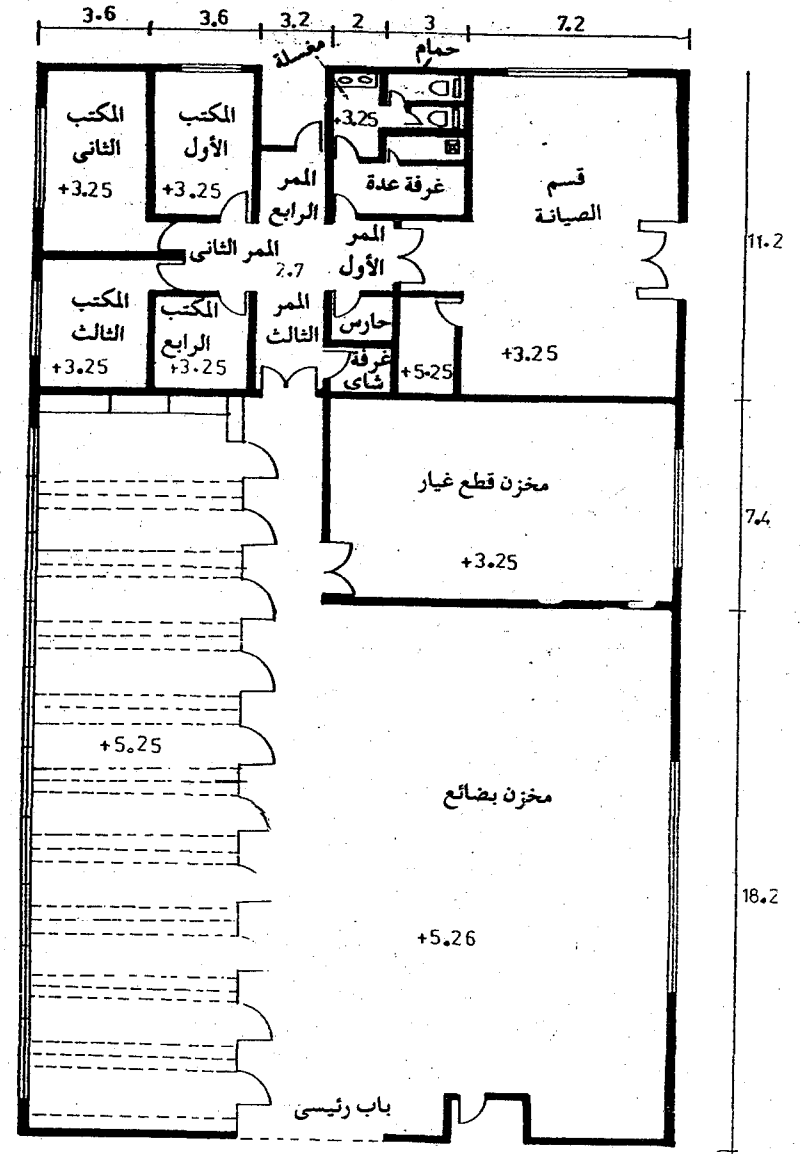 3.6 3.6 3.2 2 3 7.2
مغسلة
حمام
المكتب
الثانى
+3.25
المكتب
الأول
+3.25
+3.25
الممر
الرابع
غرفة عدة
قسم
الصيانة
11.2
الممر الثانى
2.7
الممر
الأول
المكتب
الثالث
+3.25
المكتب
الرابع
+3.25
الممر
الثالث
حارس
غرفة
شاى
+5.25
+3.25
مخزن قطع غيار
+3.25
7.4
+5.25
مخزن بضائع
+5.26
18.2
باب رئيسى